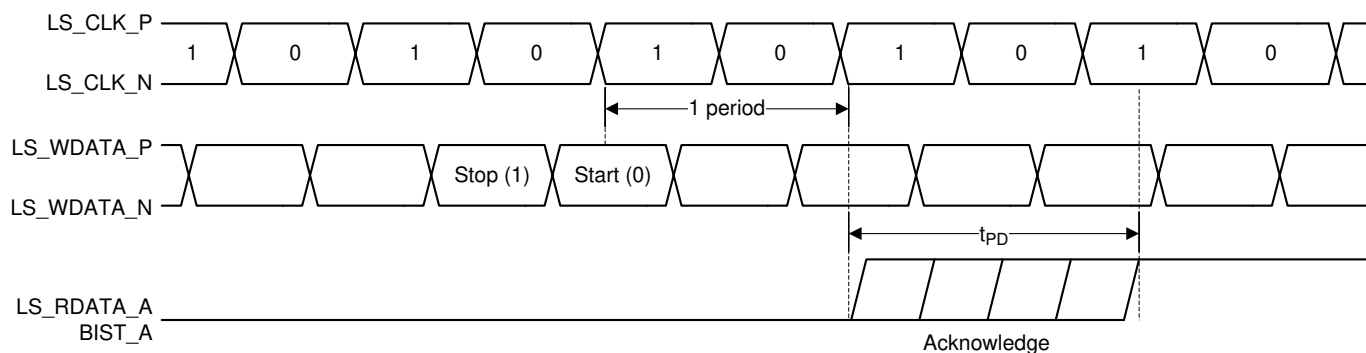 LS_CLK_P
1 0 1 0 1 0 1 0 1 0
LS_CLK_N
1 period
LS_WDATA_P
Stop (1) Start (0)
LS_WDATA_N
tPD
LS_RDATA_A
BIST_A
Acknowledge